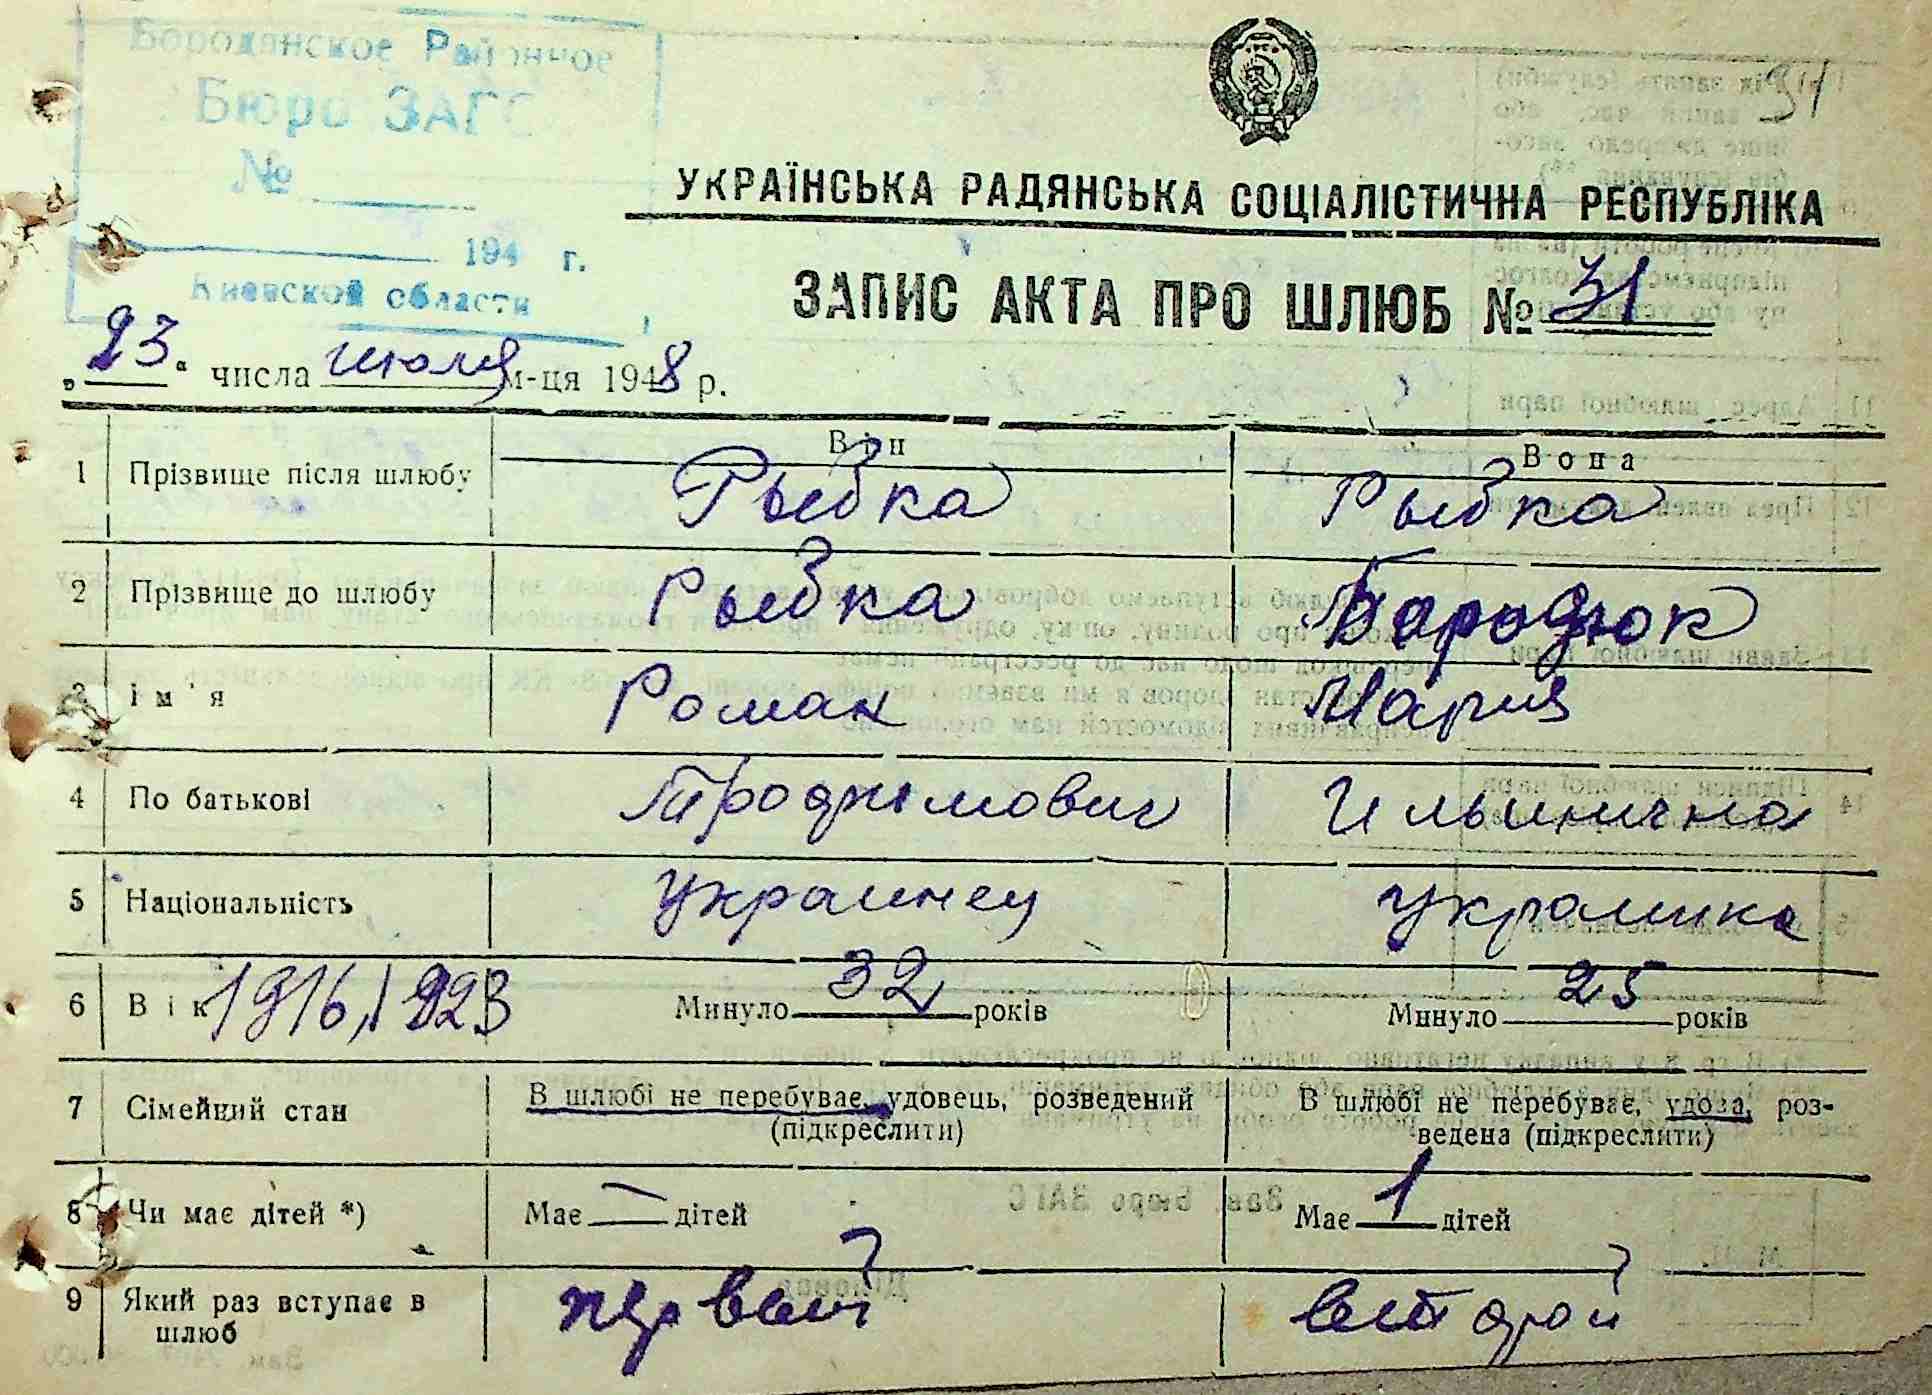 Бородянское Районное
Бюро ЗАГС
№
194 г.
Киевской области
31
УКРАЇНСЬКА РАДЯНСЬКА СОЦІАЛІСТИЧНА РЕСПУБЛІКА
ЗАПИС АКТА ПРО ШЛЮБ № 31
„23“ числа июля м-ця 1948 р.
Він Вона
1 Прізвище після шлюбу Рыбка Рыбка
2 Прізвище до шлюбу Рыбка Бародюк
3 Ім'я Роман Мария
4 По батькові Трофимович Ильинична
5 Національність украинец украинка
6 Вік 1916, 1923 Минуло 32 років Минуло 25 років
7 Сімейний стан В шлюбі не перебуває, удовець, розведений (підкреслити) В шлюбі не перебуває, удова, роз-
ведена (підкреслити)
8 Чи має дітей *) Має — дітей Має 1 дітей
9 Який раз вступає в первый второй
шлюб